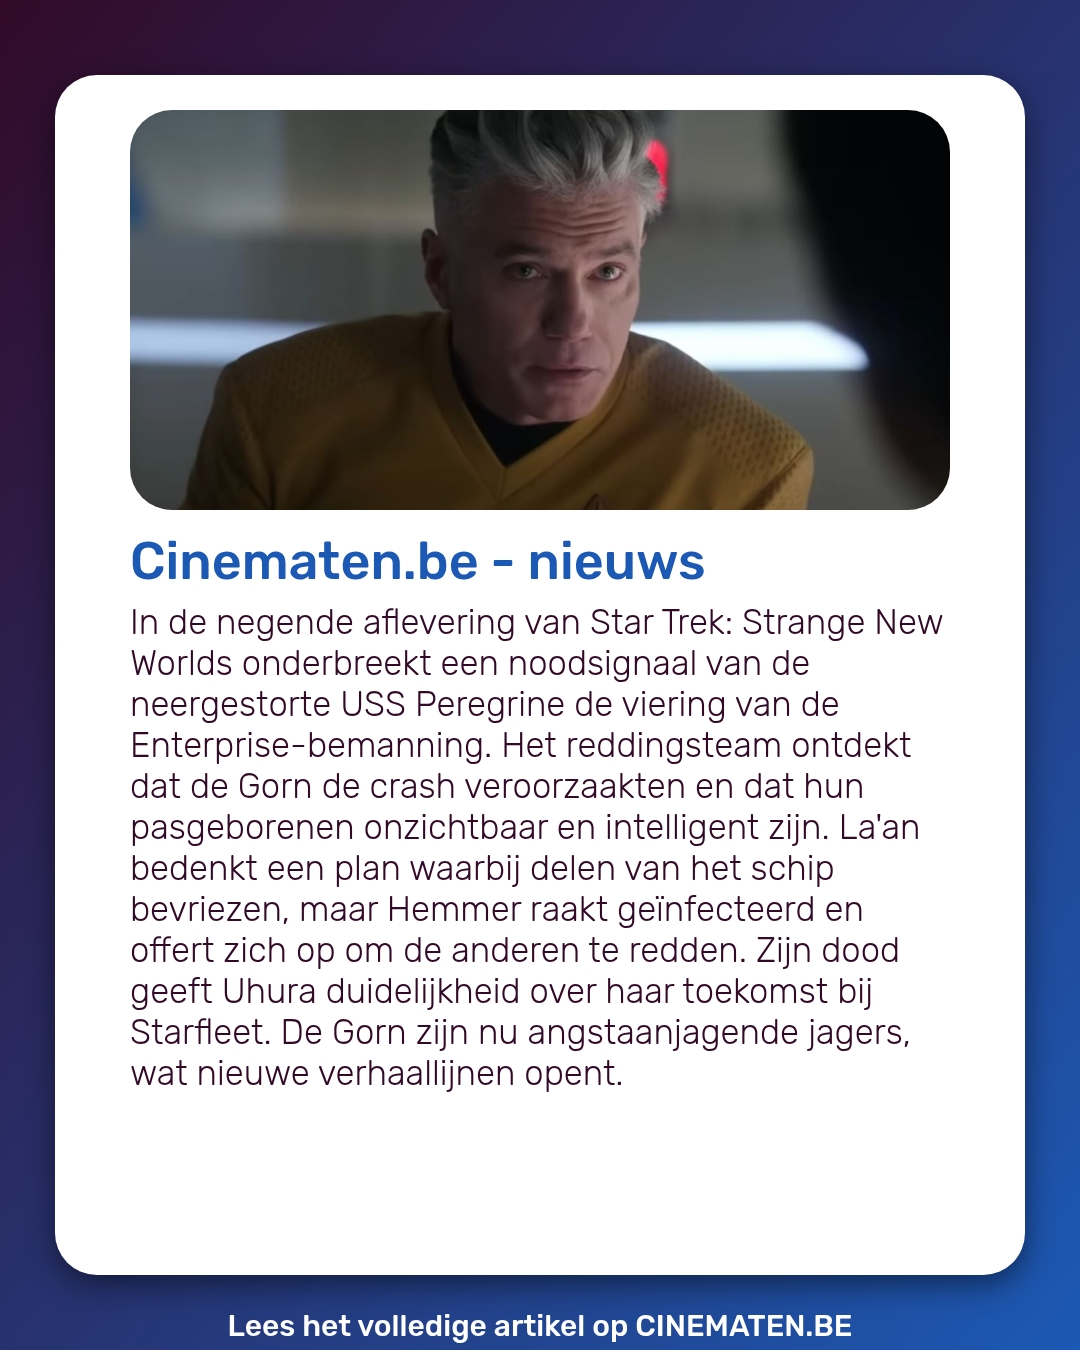 Cinematen.be - nieuws
In de negende aflevering van Star Trek: Strange New
Worlds onderbreekt een noodsignaal van de
neergestorte USS Peregrine de viering van de
Enterprise-bemanning. Het reddingsteam ontdekt
dat de Gorn de crash veroorzaakten en dat hun
pasgeborenen onzichtbaar en intelligent zijn. La'an
bedenkt een plan waarbij delen van het schip
bevriezen, maar Hemmer raakt geïnfecteerd en
offert zich op om de anderen te redden. Zijn dood
geeft Uhura duidelijkheid over haar toekomst bij
Starfleet. De Gorn zijn nu angstaanjagende jagers,
wat nieuwe verhaallijnen opent.
Lees het volledige artikel op CINEMATEN.BE